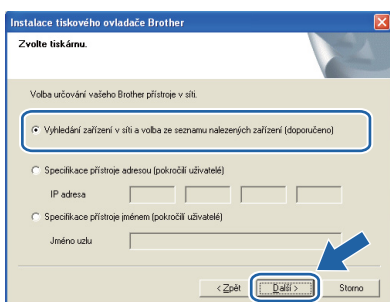 Instalace tiskového ovladače Brother
Zvolte tiskárnu.
Volba určování vašeho Brother přístroje v síti.
Vyhledání zařízení v síti a volba ze seznamu nalezených zařízení (doporučeno)
Specifikace přístroje adresou (pokročilí uživatelé)
IP adresa
Specifikace přístroje jménem (pokročilí uživatelé)
Jméno uzlu
< Zpět Další > Storno